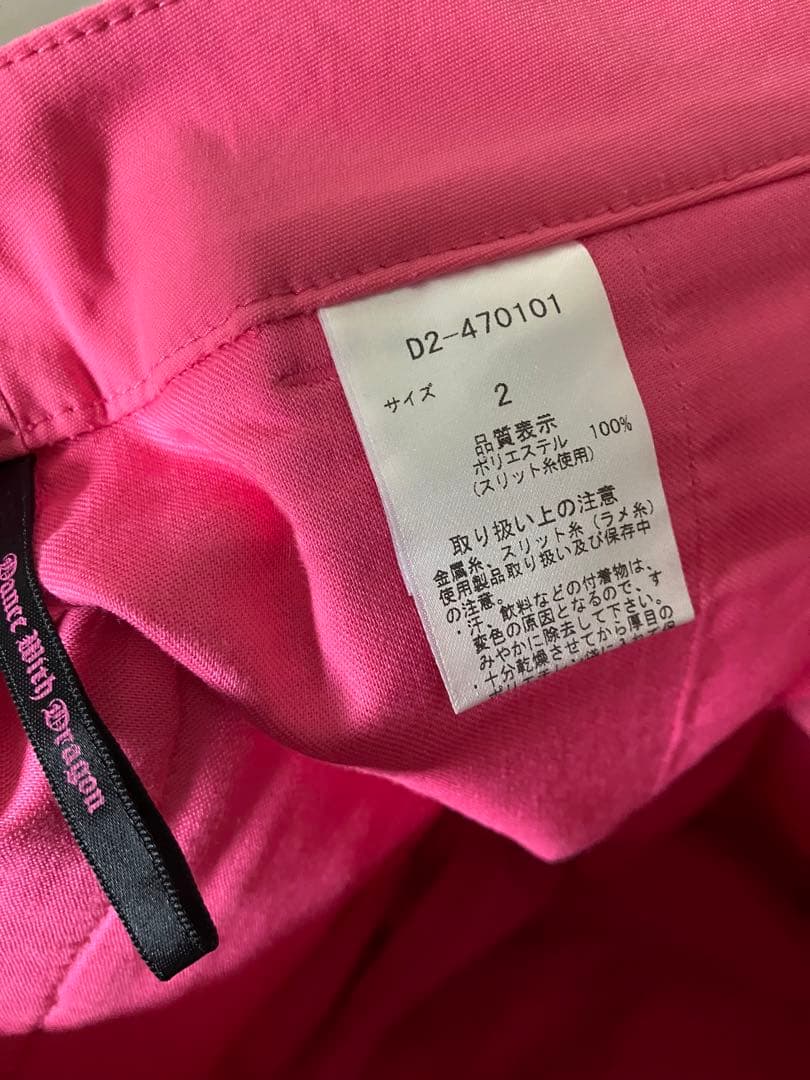 D2-470101
サイズ 2
品質表示
ポリエステル 100%
(スリット糸使用)
取り扱い上の注意
金属糸、スリット糸(ラメ糸)
使用製品取り扱い及び保存中
の注意。
・汗、飲料などの付着物は、
変色の原因となるので、す
みやかに除去して下さい。
・十分乾燥させてから厚目の
Dance With Dragon